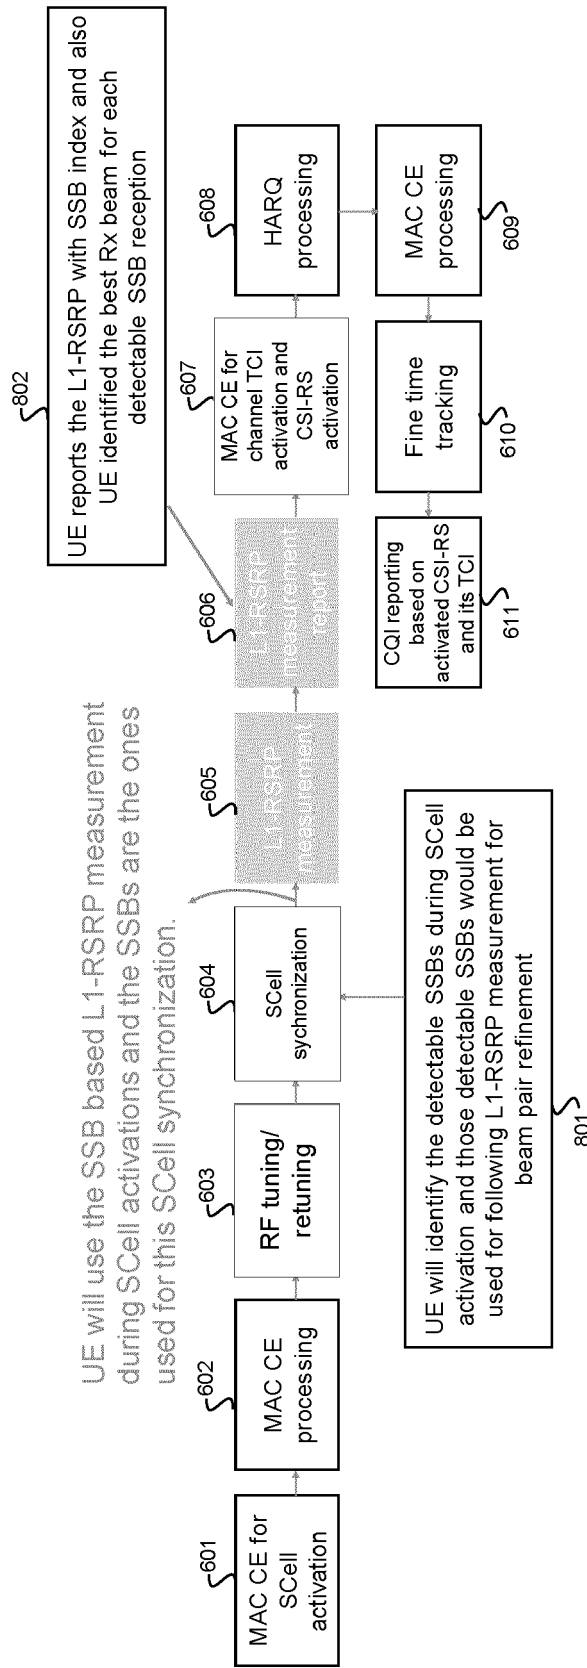 UE will use the SSB based L1-RSRP measurement
during SCell activations and the SSBs are the ones
used for this SCell synchronization.
802
UE reports the L1-RSRP with SSB index and also
UE identified the best Rx beam for each
detectable SSB reception
601
MAC CE for
SCell
activation
602
MAC CE
processing
603
RF tuning/
retuning
604
SCell
sychronization
605
L1-RSRP
measurement
606
L1-RSRP
measurement
report
607
MAC CE for
channel TCI
activation and
CSI-RS
activation
608
HARQ
processing
MAC CE
processing
609
Fine time
tracking
610
CQI reporting
based on
activated CSI-RS
and its TCI
611
UE will identify the detectable SSBs during SCell
activation and those detectable SSBs would be
used for following L1-RSRP measurement for
beam pair refinement
801